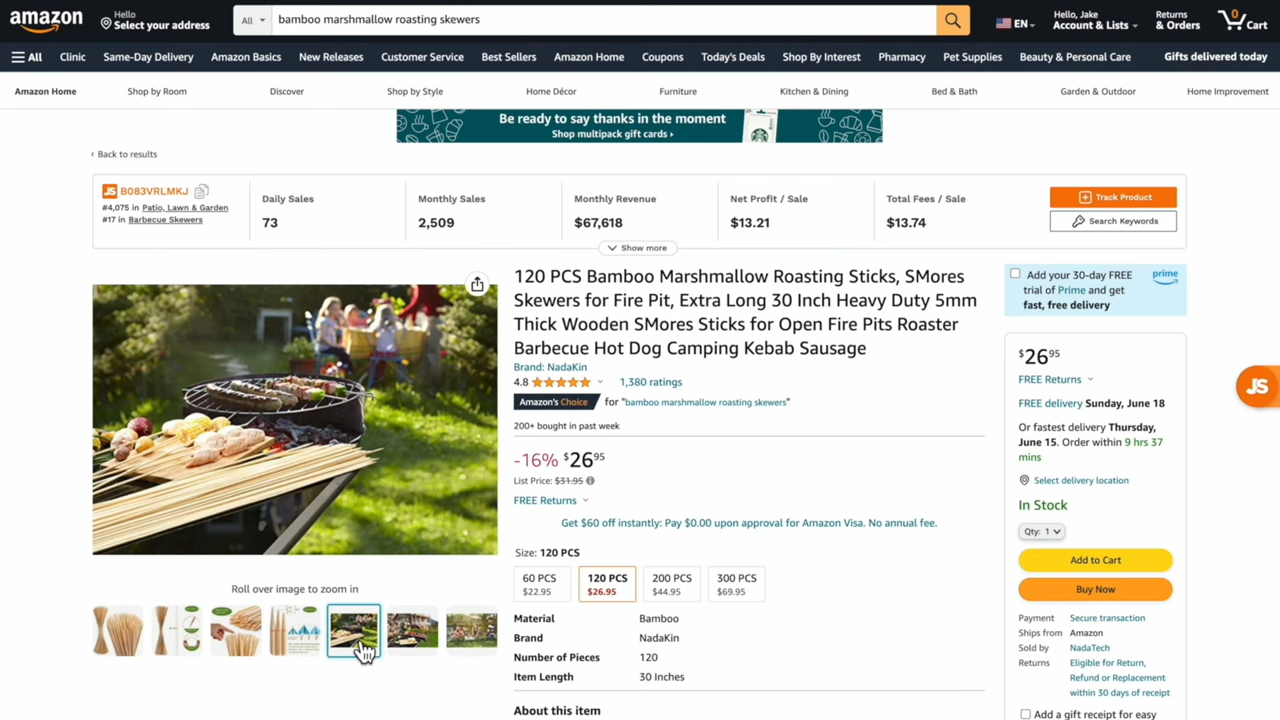 amazon
Hello
Select your address
All
bamboo marshmallow roasting skewers
EN
Hello, Jake
Account & Lists
Returns
& Orders
0
Cart
All
Clinic
Same-Day Delivery
Amazon Basics
New Releases
Customer Service
Best Sellers
Amazon Home
Coupons
Today's Deals
Shop By Interest
Pharmacy
Pet Supplies
Beauty & Personal Care
Gifts delivered today
Amazon Home
Shop by Room
Discover
Shop by Style
Home Décor
Furniture
Kitchen & Dining
Bed & Bath
Garden & Outdoor
Home Improvement
Be ready to say thanks in the moment
Shop multipack gift cards ›
‹ Back to results
JS B083VRLMKJ
#4,075 in Patio, Lawn & Garden
#17 in Barbecue Skewers
Daily Sales
73
Monthly Sales
2,509
Monthly Revenue
$67,618
Net Profit / Sale
$13.21
Total Fees / Sale
$13.74
Track Product
Search Keywords
Show more
120 PCS Bamboo Marshmallow Roasting Sticks, SMores
Skewers for Fire Pit, Extra Long 30 Inch Heavy Duty 5mm
Thick Wooden SMores Sticks for Open Fire Pits Roaster
Barbecue Hot Dog Camping Kebab Sausage
Brand: NadaKin
4.8
1,380 ratings
Amazon's Choice for "bamboo marshmallow roasting skewers"
200+ bought in past week
-16% $26 95
List Price: $31.95
FREE Returns
Get $60 off instantly: Pay $0.00 upon approval for Amazon Visa. No annual fee.
Size: 120 PCS
60 PCS
$22.95
120 PCS
$26.95
200 PCS
$44.95
300 PCS
$69.95
Material Bamboo
Brand NadaKin
Number of Pieces 120
Item Length 30 Inches
About this item
Roll over image to zoom in
Add your 30-day FREE
trial of Prime and get
fast, free delivery
prime
$26 95
FREE Returns
FREE delivery Sunday, June 18
Or fastest delivery Thursday,
June 15. Order within 9 hrs 37
mins
Select delivery location
In Stock
Qty: 1
Add to Cart
Buy Now
Payment Secure transaction
Ships from Amazon
Sold by NadaTech
Returns Eligible for Return,
Refund or Replacement
within 30 days of receipt
Add a gift receipt for easy
JS